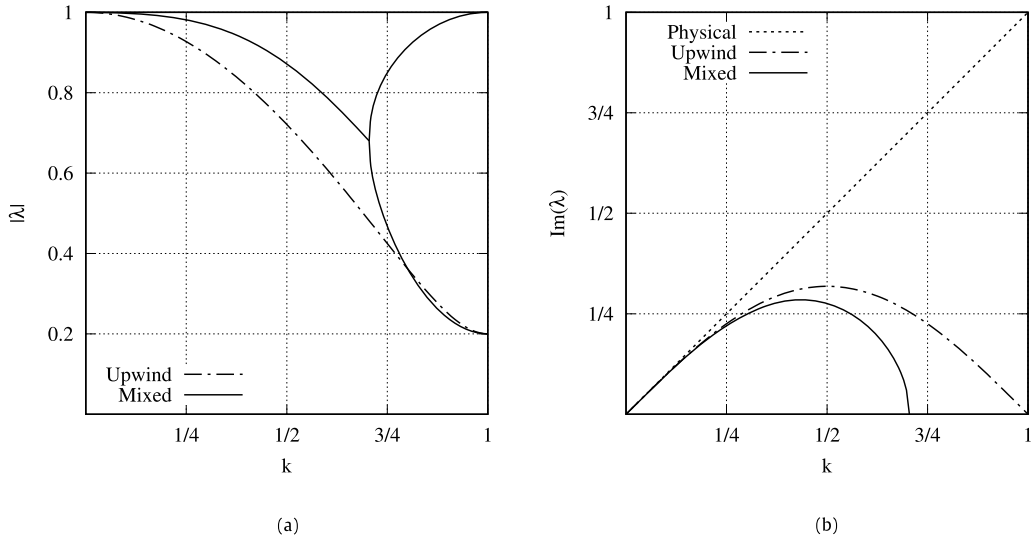 1
0.8
0.6
0.4
0.2
|λ|
Upwind
Mixed
1/4
1/2
3/4
1
k
(a)
1
3/4
1/2
1/4
Im(λ)
Physical
Upwind
Mixed
1/4
1/2
3/4
1
k
(b)